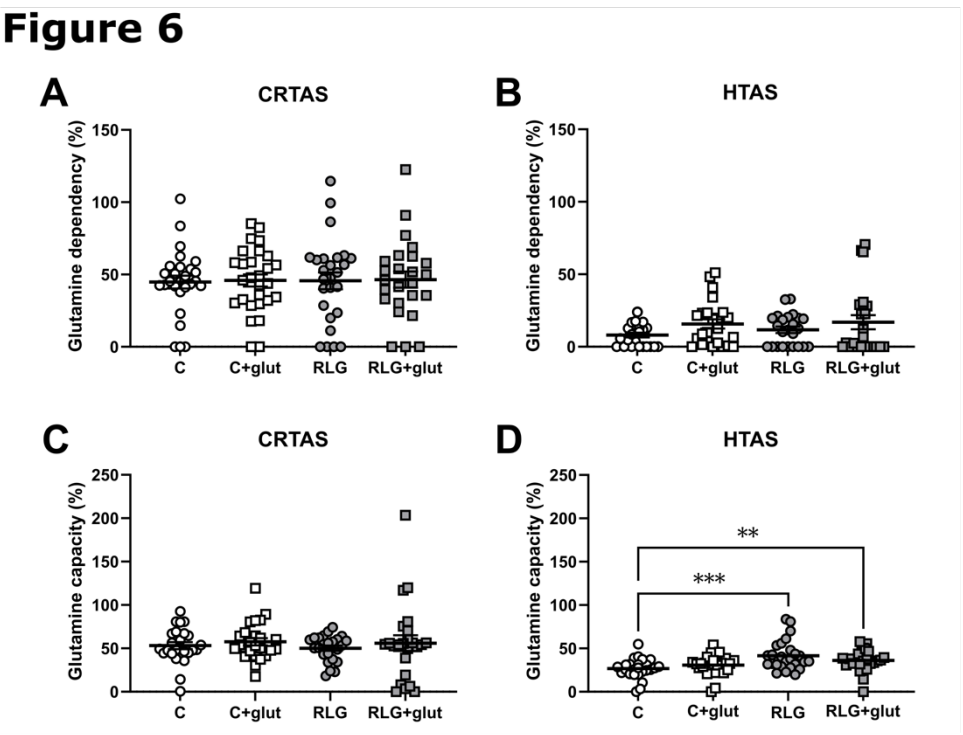 Figure 6
A
CRTAS
Glutamine dependency (%)
150
100
50
0
C C+glut RLG RLG+glut
B
HTAS
Glutamine dependency (%)
150
100
50
0
C C+glut RLG RLG+glut
C
CRTAS
Glutamine capacity (%)
250
200
150
100
50
0
C C+glut RLG RLG+glut
D
HTAS
Glutamine capacity (%)
250
200
150
100
50
0
**
***
C C+glut RLG RLG+glut